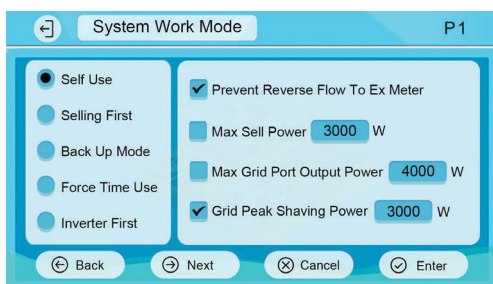 System Work Mode P1
Self Use
Selling First
Back Up Mode
Force Time Use
Inverter First
Prevent Reverse Flow To Ex Meter
Max Sell Power 3000 W
Max Grid Port Output Power 4000 W
Grid Peak Shaving Power 3000 W
Back Next Cancel Enter